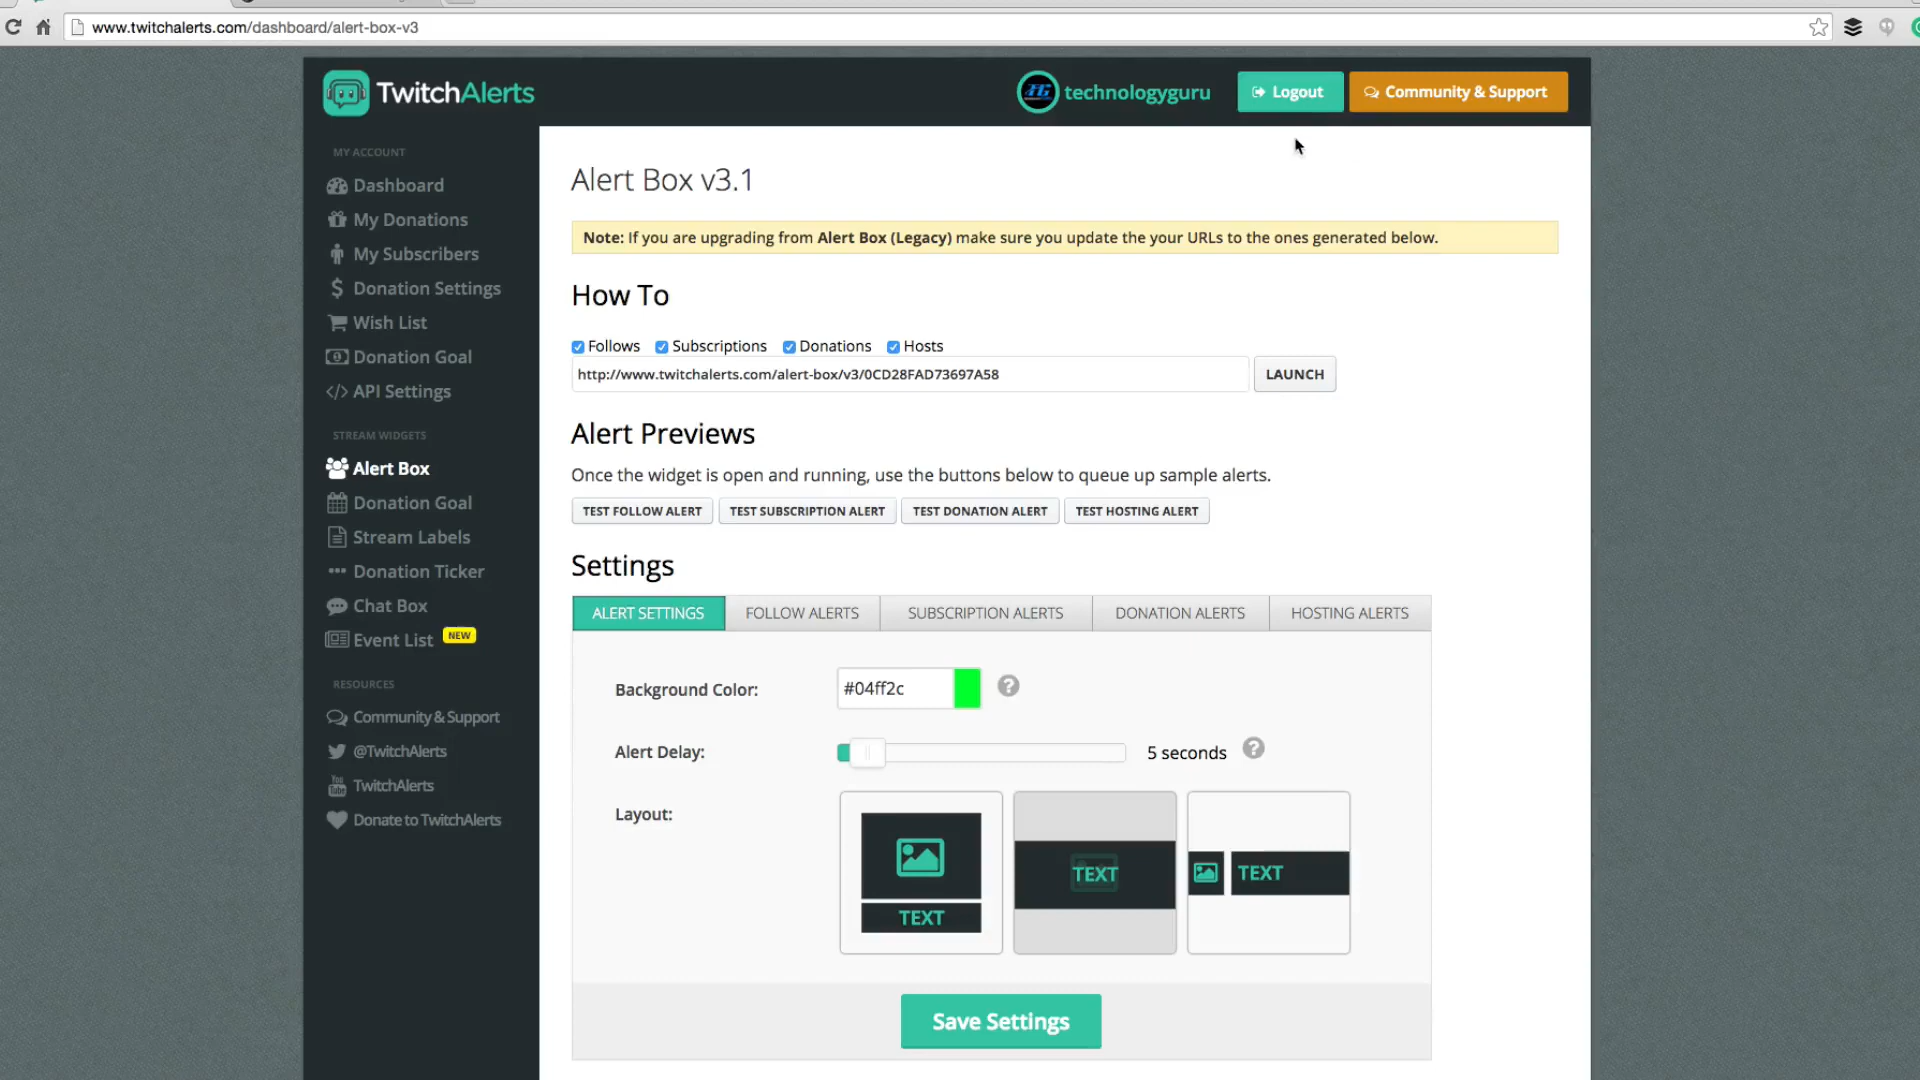 www.twitchalerts.com/dashboard/alert-box-v3
TwitchAlerts
technologyguru
Logout
Community & Support
MY ACCOUNT
Dashboard
My Donations
My Subscribers
Donation Settings
Wish List
Donation Goal
API Settings
STREAM WIDGETS
Alert Box
Donation Goal
Stream Labels
Donation Ticker
Chat Box
Event List NEW
RESOURCES
Community & Support
@TwitchAlerts
You Tube TwitchAlerts
Donate to TwitchAlerts
Alert Box v3.1
Note: If you are upgrading from Alert Box (Legacy) make sure you update the your URLs to the ones generated below.
How To
Follows Subscriptions Donations Hosts
http://www.twitchalerts.com/alert-box/v3/0CD28FAD73697A58 LAUNCH
Alert Previews
Once the widget is open and running, use the buttons below to queue up sample alerts.
TEST FOLLOW ALERT TEST SUBSCRIPTION ALERT TEST DONATION ALERT TEST HOSTING ALERT
Settings
ALERT SETTINGS FOLLOW ALERTS SUBSCRIPTION ALERTS DONATION ALERTS HOSTING ALERTS
Background Color: #04ff2c ?
Alert Delay: 5 seconds ?
Layout:
TEXT
TEXT
TEXT
Save Settings